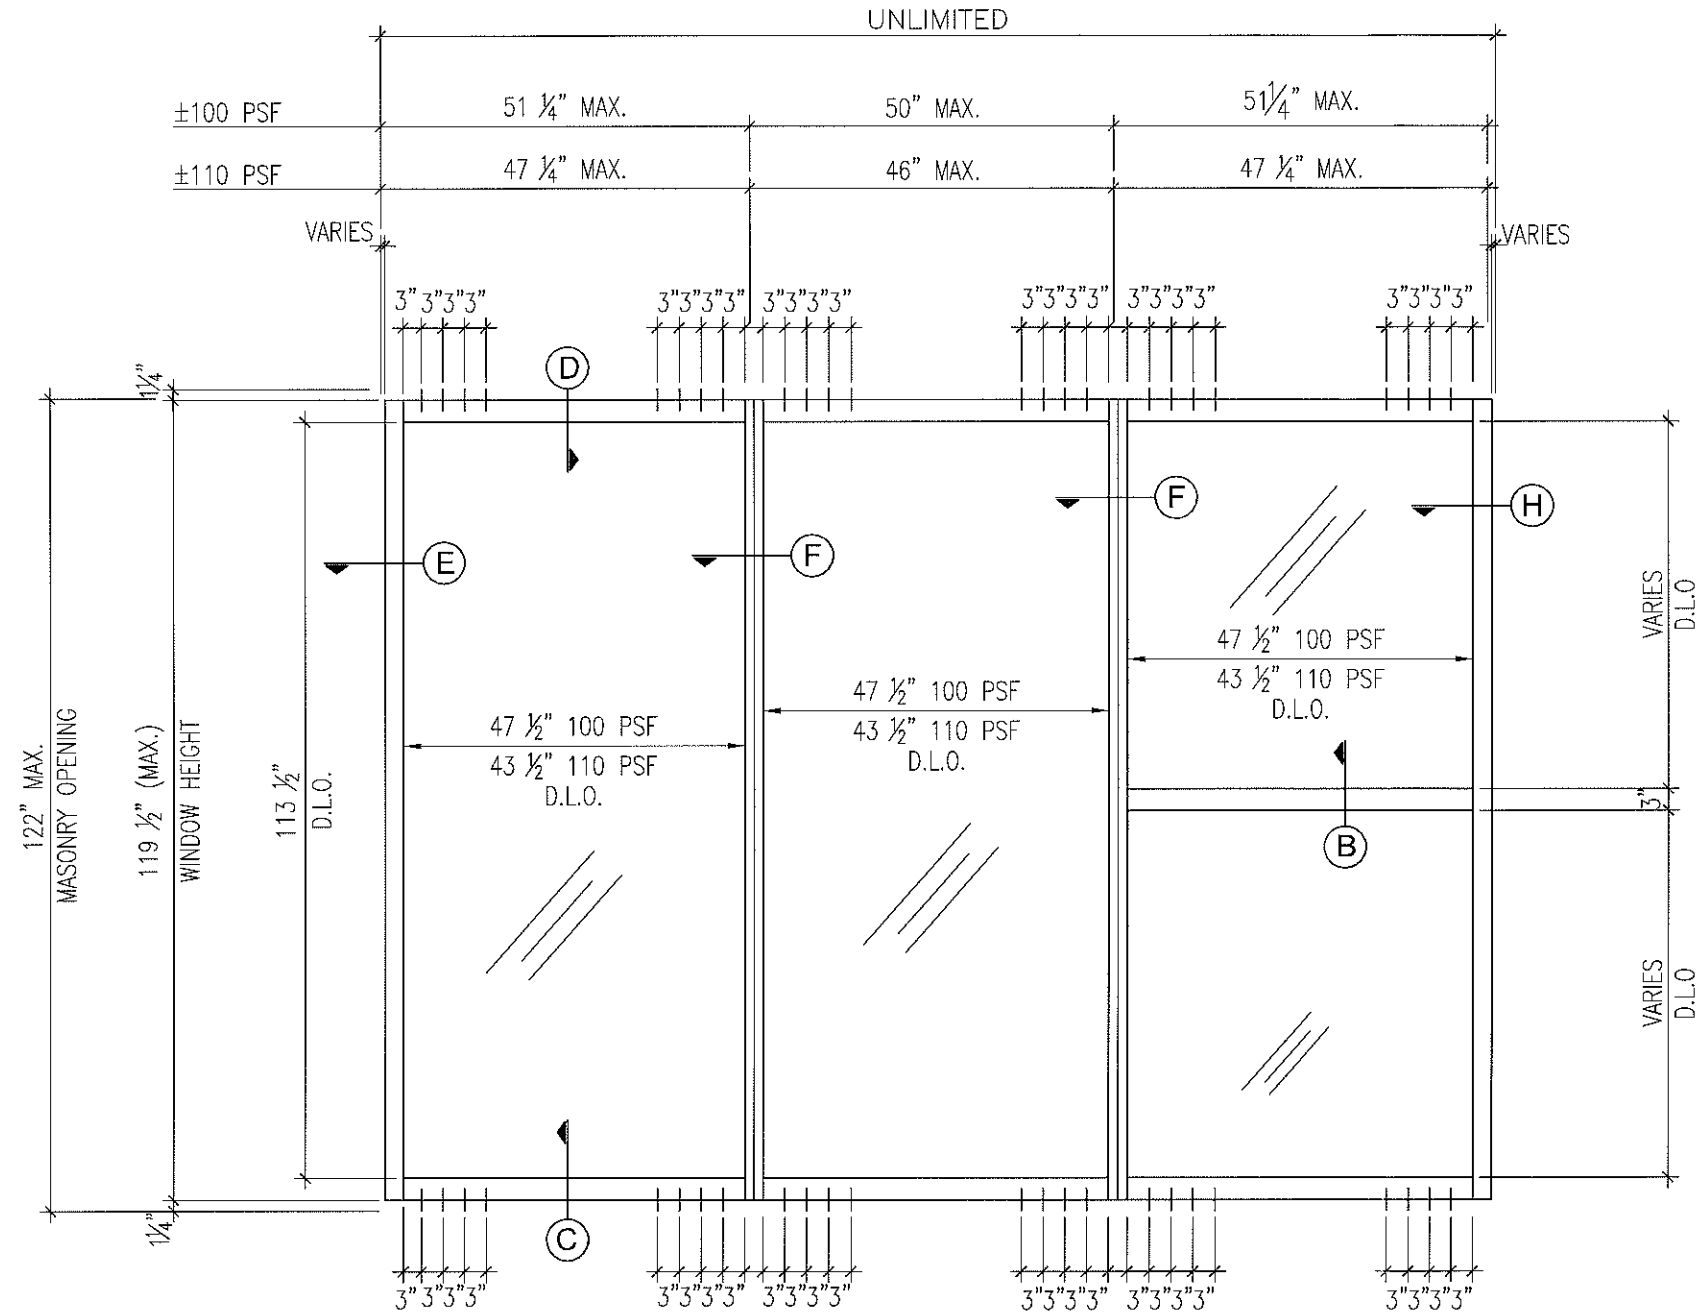 UNLIMITED
±100 PSF 51 ¼" MAX. 50" MAX. 51¼" MAX.
±110 PSF 47 ¼" MAX. 46" MAX. 47 ¼" MAX.
VARIES VARIES
3" 3"3"3" 3"3"3"3" 3"3"3"3" 3"3"3"3" 3"3"3"3" 3"3"3"3"
1¼"
D
F
H
E
F
VARIES
D.L.O
47 ½" 100 PSF
43 ½" 110 PSF
D.L.O.
47 ½" 100 PSF
43 ½" 110 PSF
D.L.O.
47 ½" 100 PSF
43 ½" 110 PSF
D.L.O.
122" MAX.
MASONRY OPENING
119 ½" (MAX.)
WINDOW HEIGHT
113 ½"
D.L.O.
3"
B
VARIES
D.L.O
1¼"
C
3"3"3"3" 3"3"3"3" 3"3"3"3" 3"3"3"3" 3"3"3"3" 3"3"3"3"